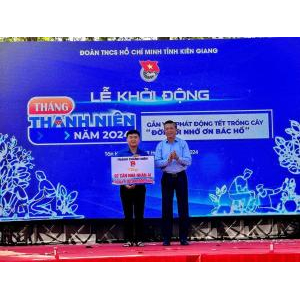 ĐOÀN TNCS HỒ CHÍ MINH TỈNH KIÊN GIANG
LỄ KHỞI ĐỘNG
THÁNG
THANH NIÊN
NĂM 2024
GẮN VỚI PHÁT ĐỘNG TẾT TRỒNG CÂY
"ĐỜI ĐỜI NHỚ ƠN BÁC HỒ"
2024